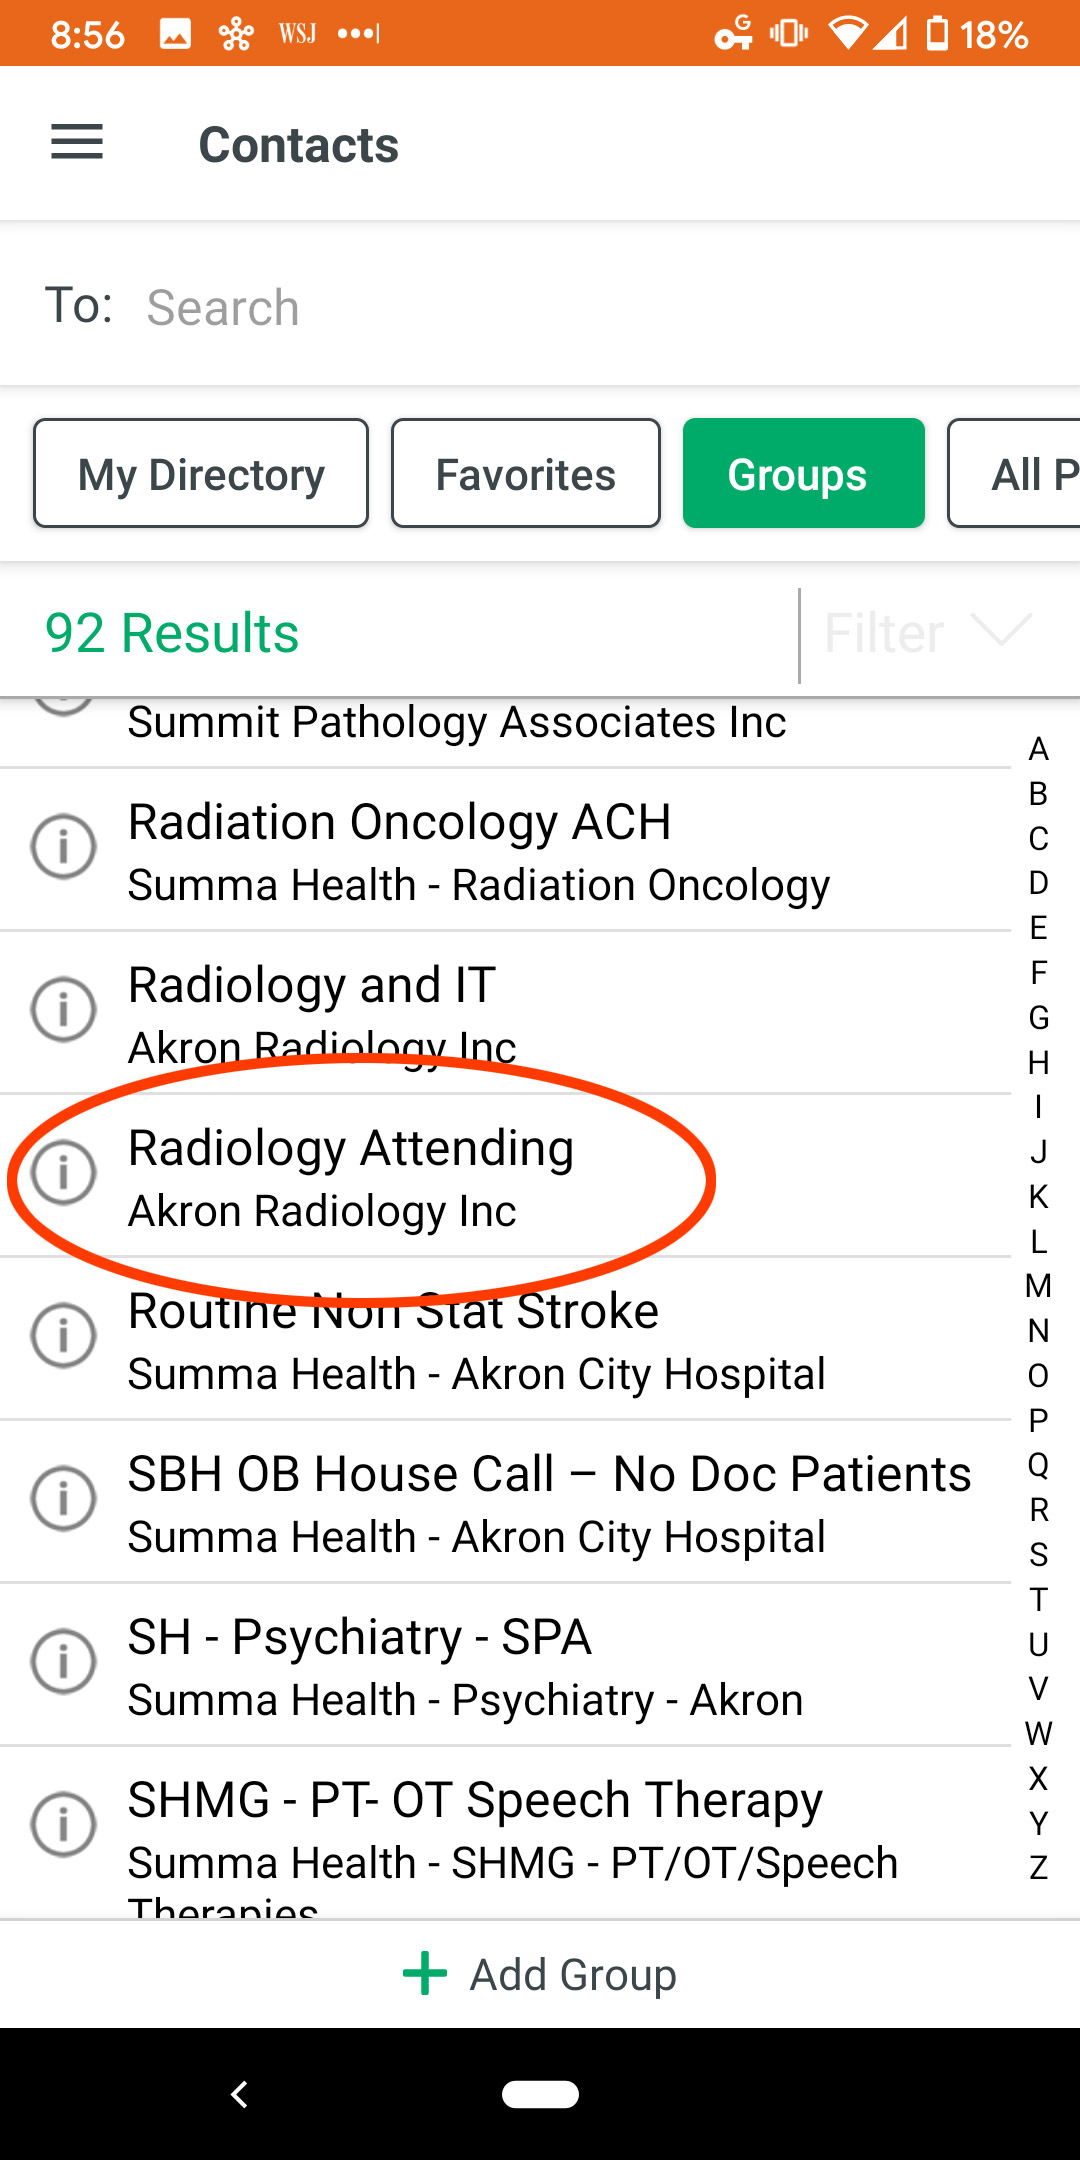 8:56 WSJ G 18%
Contacts
To: Search
My Directory Favorites Groups All P
92 Results Filter
Summit Pathology Associates Inc
Radiation Oncology ACH
Summa Health - Radiation Oncology
Radiology and IT
Akron Radiology Inc
Radiology Attending
Akron Radiology Inc
Routine Non Stat Stroke
Summa Health - Akron City Hospital
SBH OB House Call – No Doc Patients
Summa Health - Akron City Hospital
SH - Psychiatry - SPA
Summa Health - Psychiatry - Akron
SHMG - PT- OT Speech Therapy
Summa Health - SHMG - PT/OT/Speech
Therapies
A
B
C
D
E
F
G
H
I
J
K
L
M
N
O
P
Q
R
S
T
U
V
W
X
Y
Z
+ Add Group